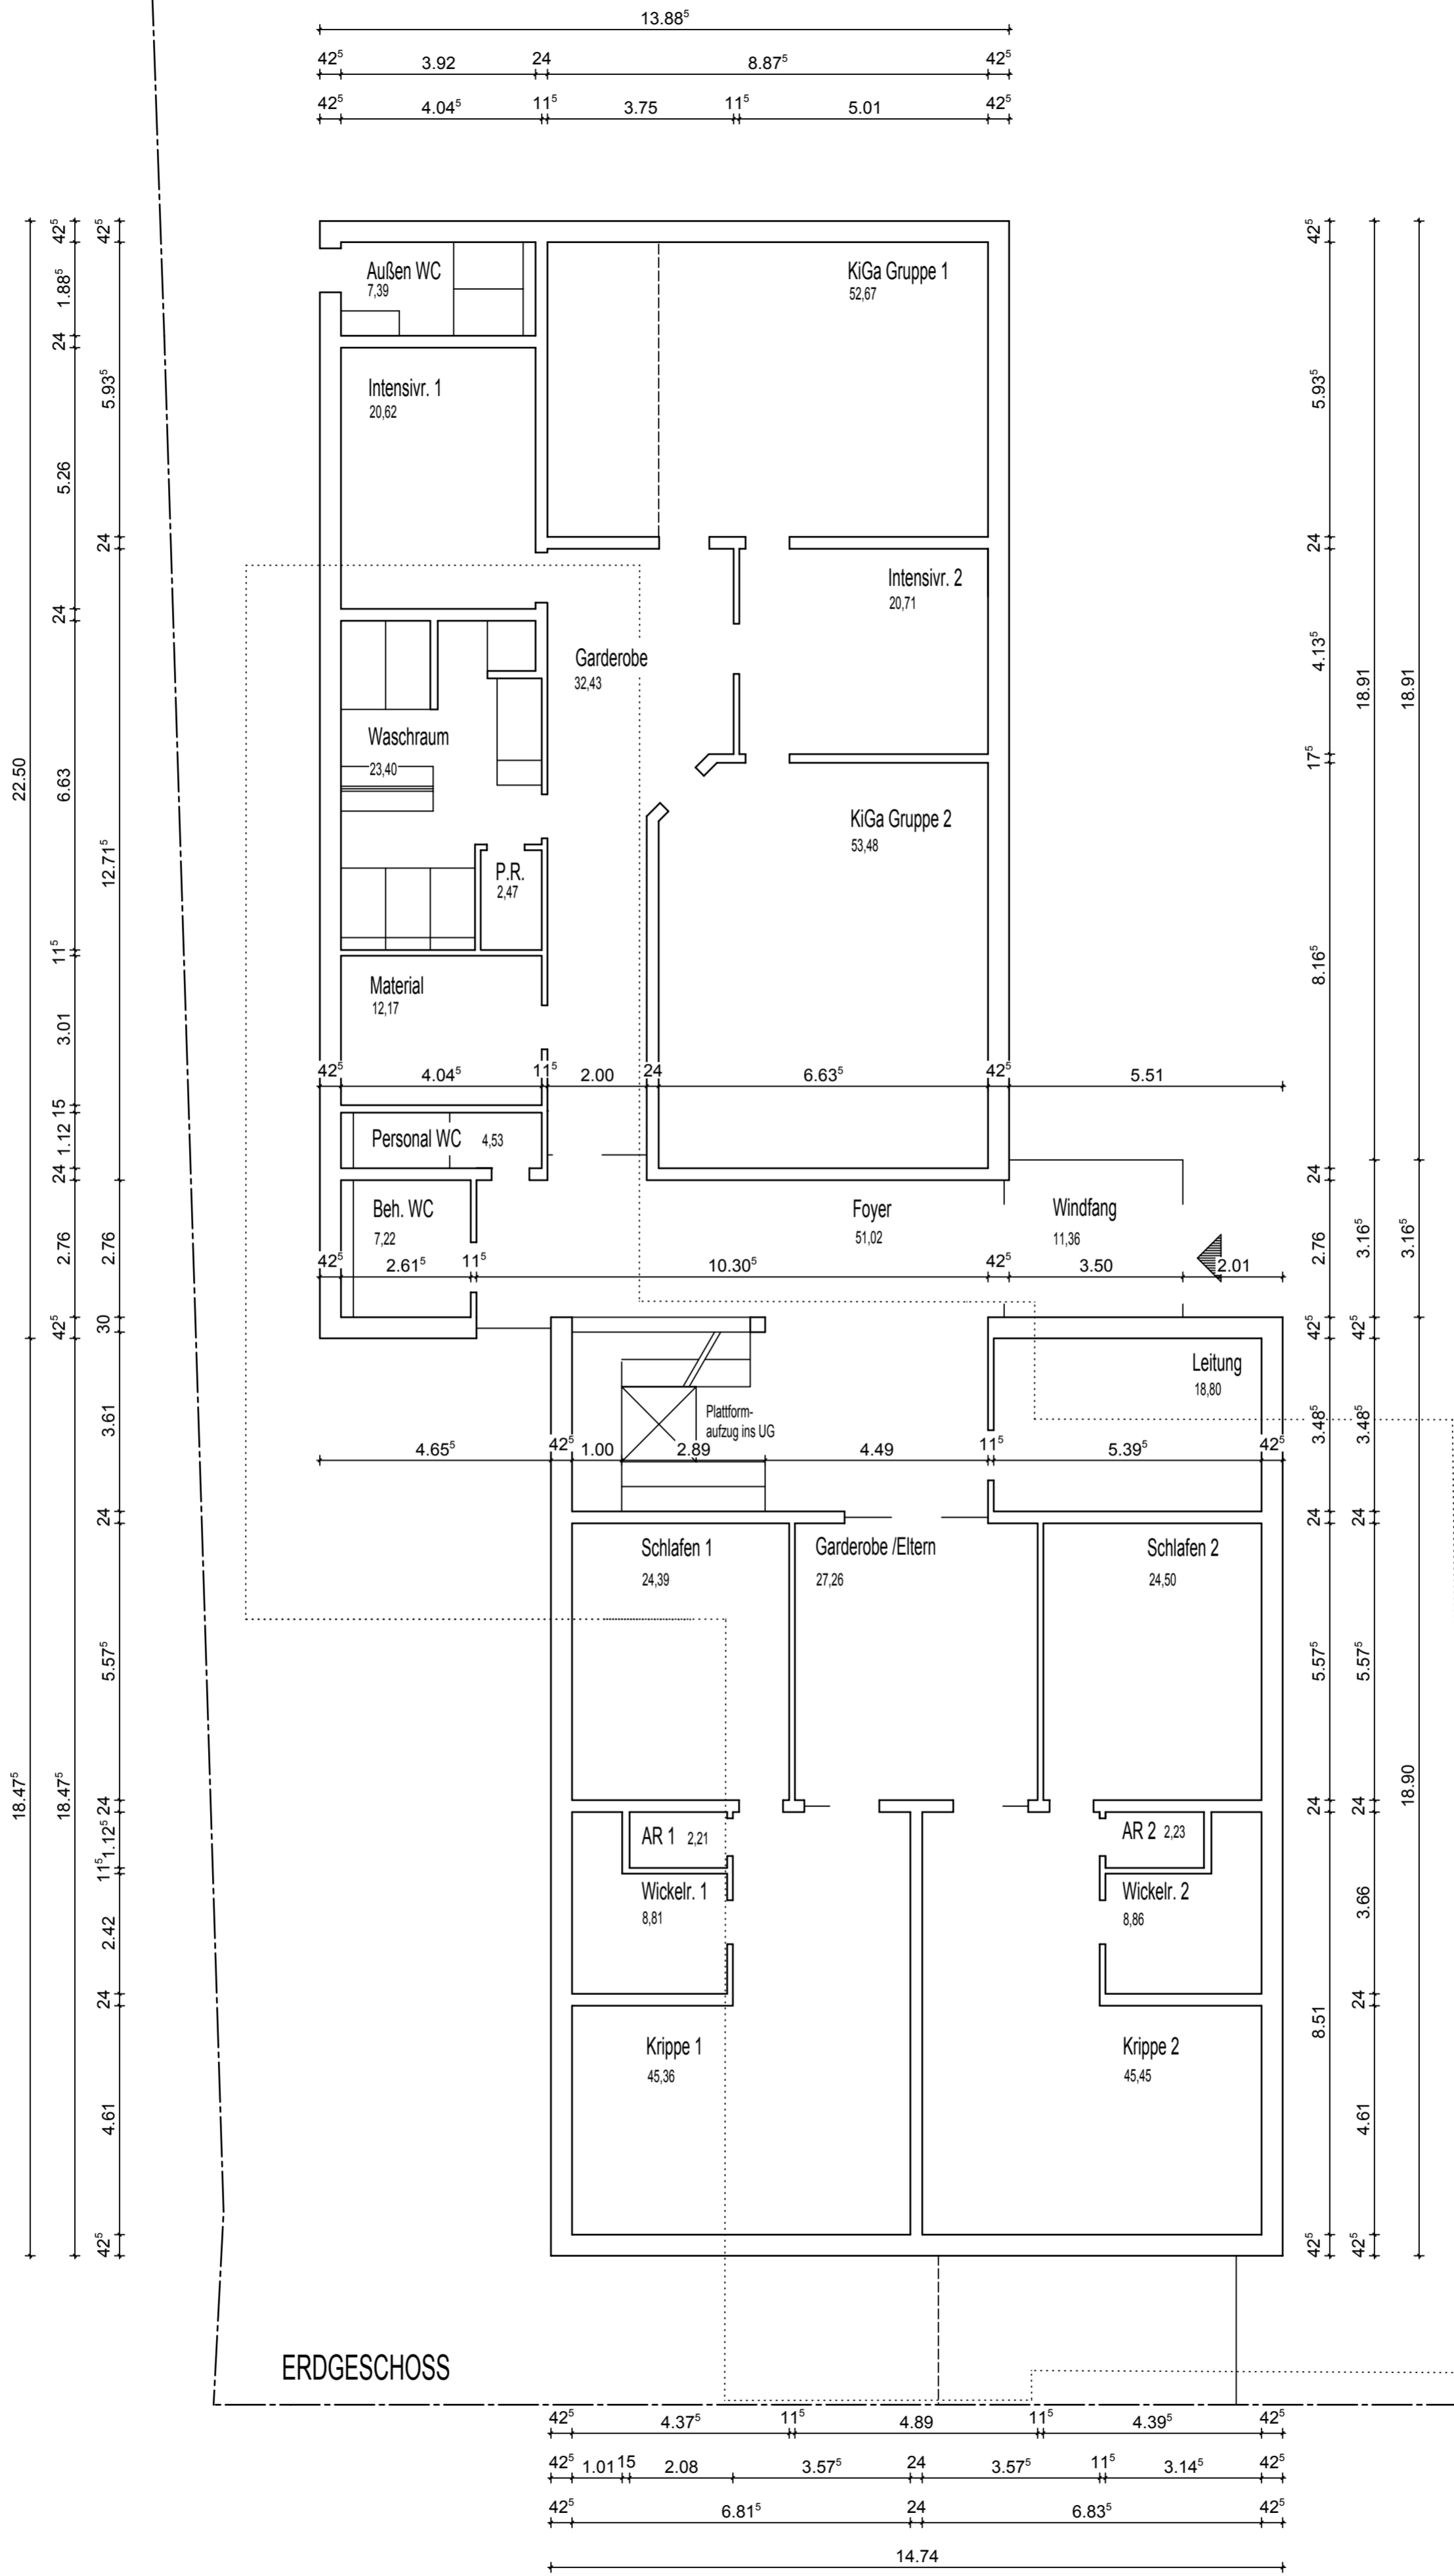 13.88⁵
42⁵ 3.92 24 8.87⁵ 42⁵
42⁵ 4.04⁵ 11⁵ 3.75 11⁵ 5.01 42⁵
22.50
18.47⁵
42⁵ 1.88⁵ 24 5.26 24 6.63 11⁵ 3.01 15 1.12 24 2.76 42⁵
18.47⁵
42⁵ 5.93⁵ 24 12.71⁵ 2.76 30 3.61 24 5.57⁵ 24 1.12⁵ 11⁵ 2.42 24 4.61 42⁵
Außen WC
7,39
KiGa Gruppe 1
52,67
Intensivr. 1
20,62
Intensivr. 2
20,71
Garderobe
32,43
Waschraum
23,40
KiGa Gruppe 2
53,48
P.R.
2,47
Material
12,17
42⁵ 4.04⁵ 11⁵ 2.00 24 6.63⁵ 42⁵ 5.51
Personal WC 4,53
Beh. WC
7,22
Foyer
51,02
Windfang
11,36
42⁵ 2.61⁵ 11⁵ 10.30⁵ 42⁵ 3.50 2.01
Leitung
18,80
Plattform-
aufzug ins UG
4.65⁵ 42⁵ 1.00 2.89 4.49 11⁵ 5.39⁵ 42⁵
Schlafen 1
24,39
Garderobe /Eltern
27,26
Schlafen 2
24,50
AR 1 2,21
AR 2 2,23
Wickelr. 1
8,81
Wickelr. 2
8,86
Krippe 1
45,36
Krippe 2
45,45
42⁵ 5.93⁵ 24 4.13⁵ 17⁵ 8.16⁵ 24 2.76 42⁵ 3.48⁵ 24 5.57⁵ 24 8.51 42⁵
18.91 3.16⁵ 42⁵ 3.48⁵ 24 5.57⁵ 24 3.66 24 4.61 42⁵
18.91 3.16⁵ 18.90
ERDGESCHOSS
42⁵ 4.37⁵ 11⁵ 4.89 11⁵ 4.39⁵ 42⁵
42⁵ 1.01 15 2.08 3.57⁵ 24 3.57⁵ 11⁵ 3.14⁵ 42⁵
42⁵ 6.81⁵ 24 6.83⁵ 42⁵
14.74